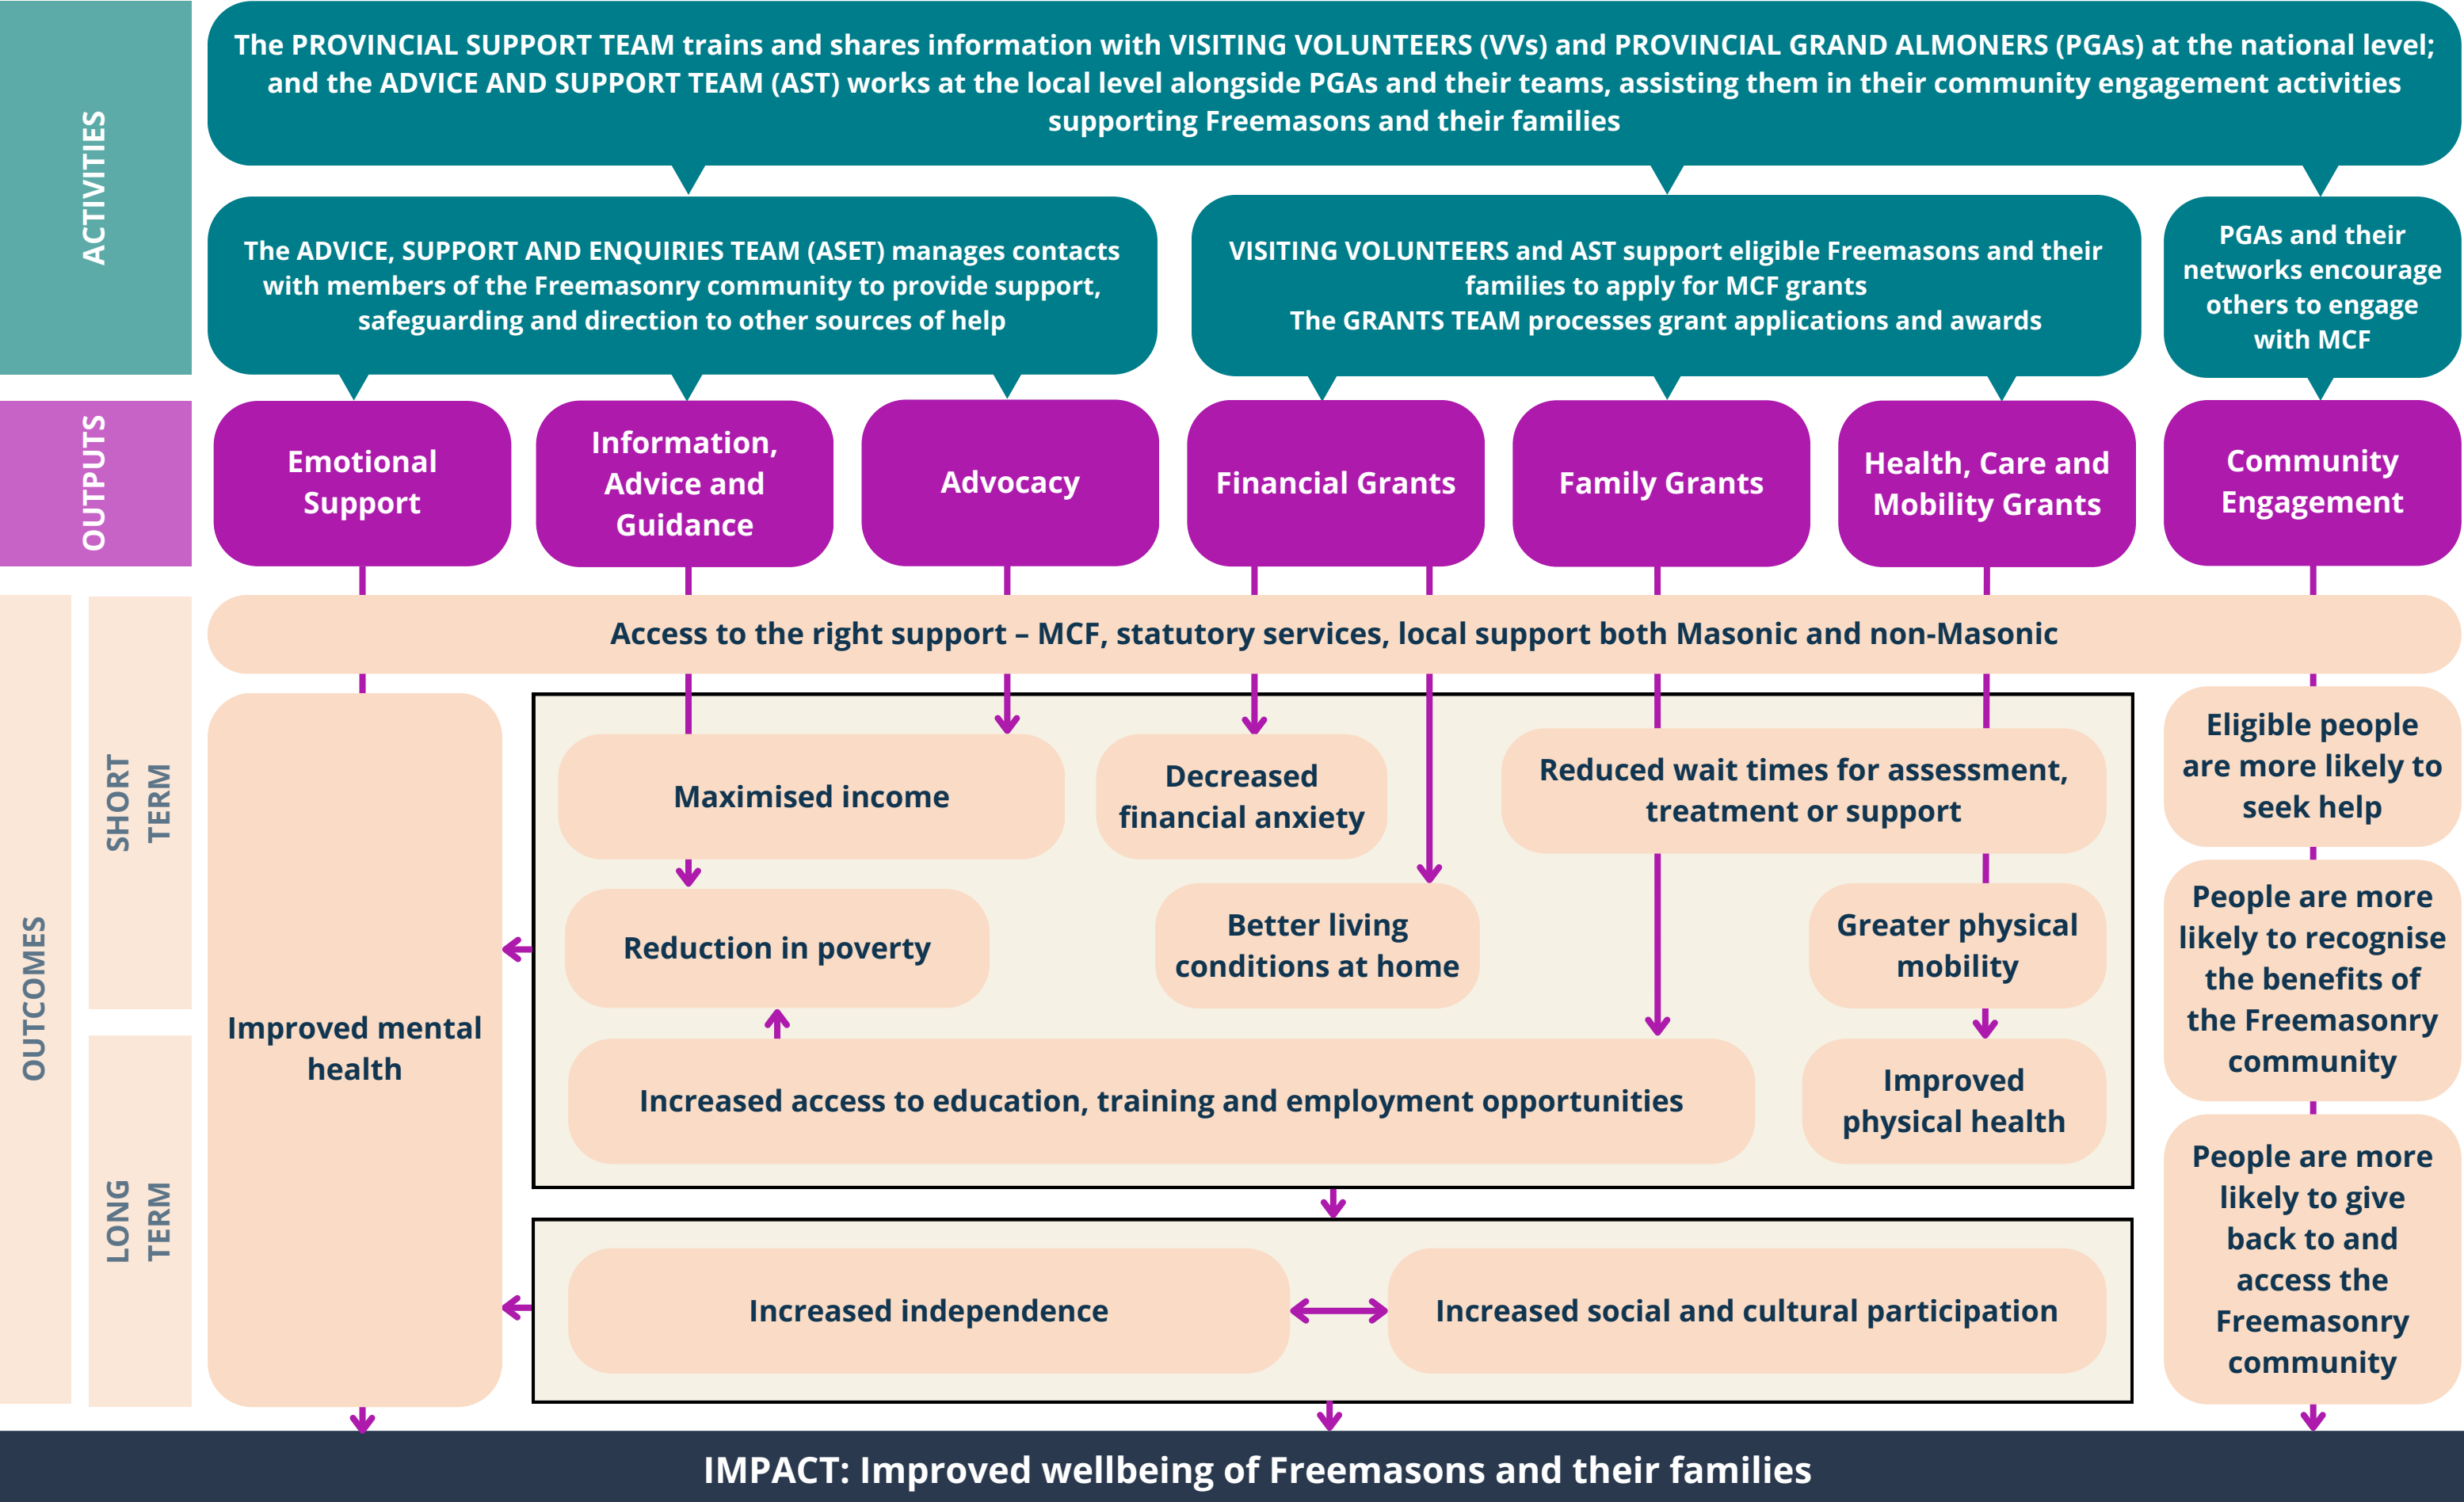 ACTIVITIES
The PROVINCIAL SUPPORT TEAM trains and shares information with VISITING VOLUNTEERS (VVs) and PROVINCIAL GRAND ALMONERS (PGAs) at the national level;
and the ADVICE AND SUPPORT TEAM (AST) works at the local level alongside PGAs and their teams, assisting them in their community engagement activities
supporting Freemasons and their families
The ADVICE, SUPPORT AND ENQUIRIES TEAM (ASET) manages contacts
with members of the Freemasonry community to provide support,
safeguarding and direction to other sources of help
VISITING VOLUNTEERS and AST support eligible Freemasons and their
families to apply for MCF grants
The GRANTS TEAM processes grant applications and awards
PGAs and their
networks encourage
others to engage
with MCF
OUTPUTS
Emotional
Support
Information,
Advice and
Guidance
Advocacy
Financial Grants
Family Grants
Health, Care and
Mobility Grants
Community
Engagement
OUTCOMES
SHORT
TERM
LONG
TERM
Access to the right support – MCF, statutory services, local support both Masonic and non-Masonic
Improved mental
health
Maximised income
Decreased
financial anxiety
Reduced wait times for assessment,
treatment or support
Reduction in poverty
Better living
conditions at home
Greater physical
mobility
Increased access to education, training and employment opportunities
Improved
physical health
Increased independence
Increased social and cultural participation
Eligible people
are more likely to
seek help
People are more
likely to recognise
the benefits of
the Freemasonry
community
People are more
likely to give
back to and
access the
Freemasonry
community
IMPACT: Improved wellbeing of Freemasons and their families